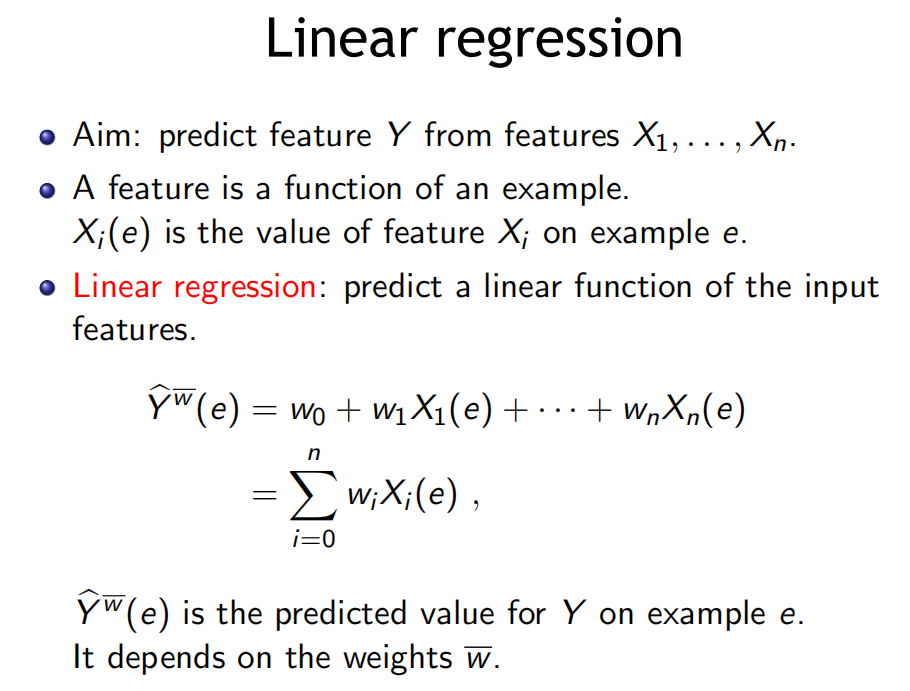 Linear regression
Aim: predict feature Y from features X₁, . . . , Xₙ.
A feature is a function of an example.
Xᵢ(e) is the value of feature Xᵢ on example e.
Linear regression: predict a linear function of the input
features.
Ŷ^w̅(e) = w₀ + w₁X₁(e) + · · · + wₙXₙ(e)
= ∑_{i=0}^{n} wᵢXᵢ(e) ,
Ŷ^w̅(e) is the predicted value for Y on example e.
It depends on the weights w̅.